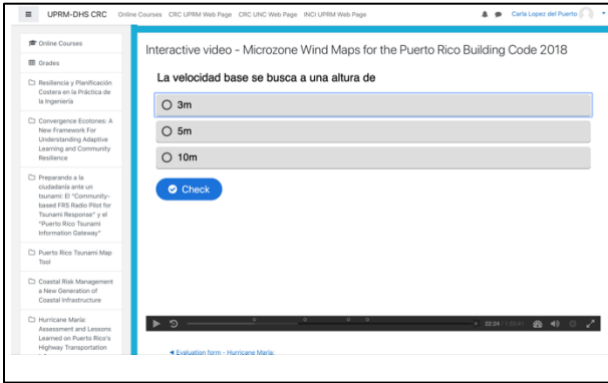 UPRM-DHS CRC Online Courses CRC UPRM Web Page CRC UNC Web Page INCI UPRM Web Page Carla Lopez del Puerto
Online Courses
Grades
Resiliencia y Planificación
Costera en la Práctica de
la Ingeniería
Convergence Ecotones: A
New Framework For
Understanding Adaptive
Learning and Community
Resilience
Preparando a la
ciudadanía ante un
tsunami: El "Community-
based FRS Radio Pilot for
Tsunami Response" y el
"Puerto Rico Tsunami
Information Gateway"
Puerto Rico Tsunami Map
Tool
Coastal Risk Management
a New Generation of
Coastal Infrastructure
Hurricane María:
Assessment and Lessons
Learned on Puerto Rico's
Highway Transportation
Interactive video - Microzone Wind Maps for the Puerto Rico Building Code 2018
La velocidad base se busca a una altura de
3m
5m
10m
Check
22:24
◄ Evaluation form - Hurricane María: